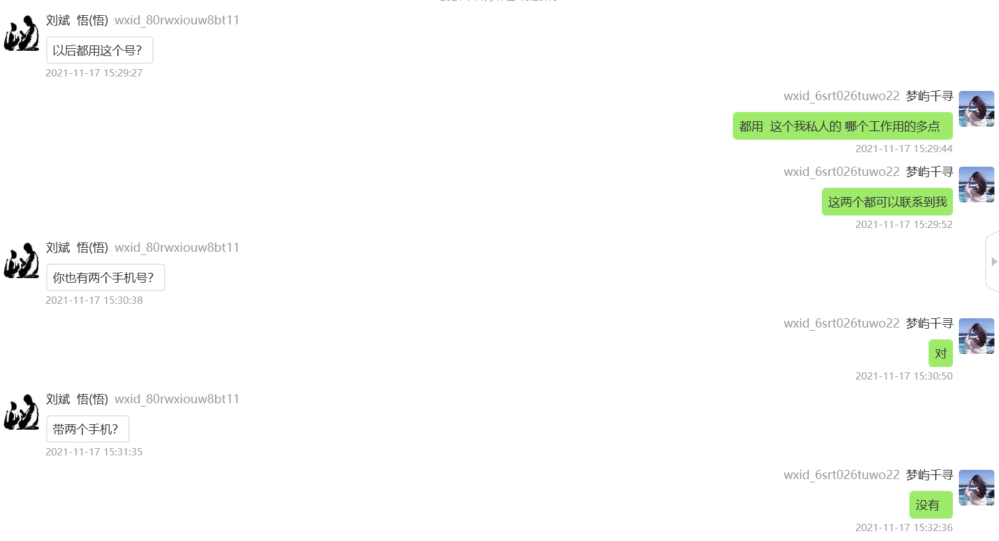 刘斌 悟(悟) wxid_80rwxiouw8bt11
以后都用这个号?
2021-11-17 15:29:27
wxid_6srt026tuwo22 梦屿千寻
都用 这个我私人的 哪个工作用的多点
2021-11-17 15:29:44
wxid_6srt026tuwo22 梦屿千寻
这两个都可以联系到我
2021-11-17 15:29:52
刘斌 悟(悟) wxid_80rwxiouw8bt11
你也有两个手机号?
2021-11-17 15:30:38
wxid_6srt026tuwo22 梦屿千寻
对
2021-11-17 15:30:50
刘斌 悟(悟) wxid_80rwxiouw8bt11
带两个手机?
2021-11-17 15:31:35
wxid_6srt026tuwo22 梦屿千寻
没有
2021-11-17 15:32:36